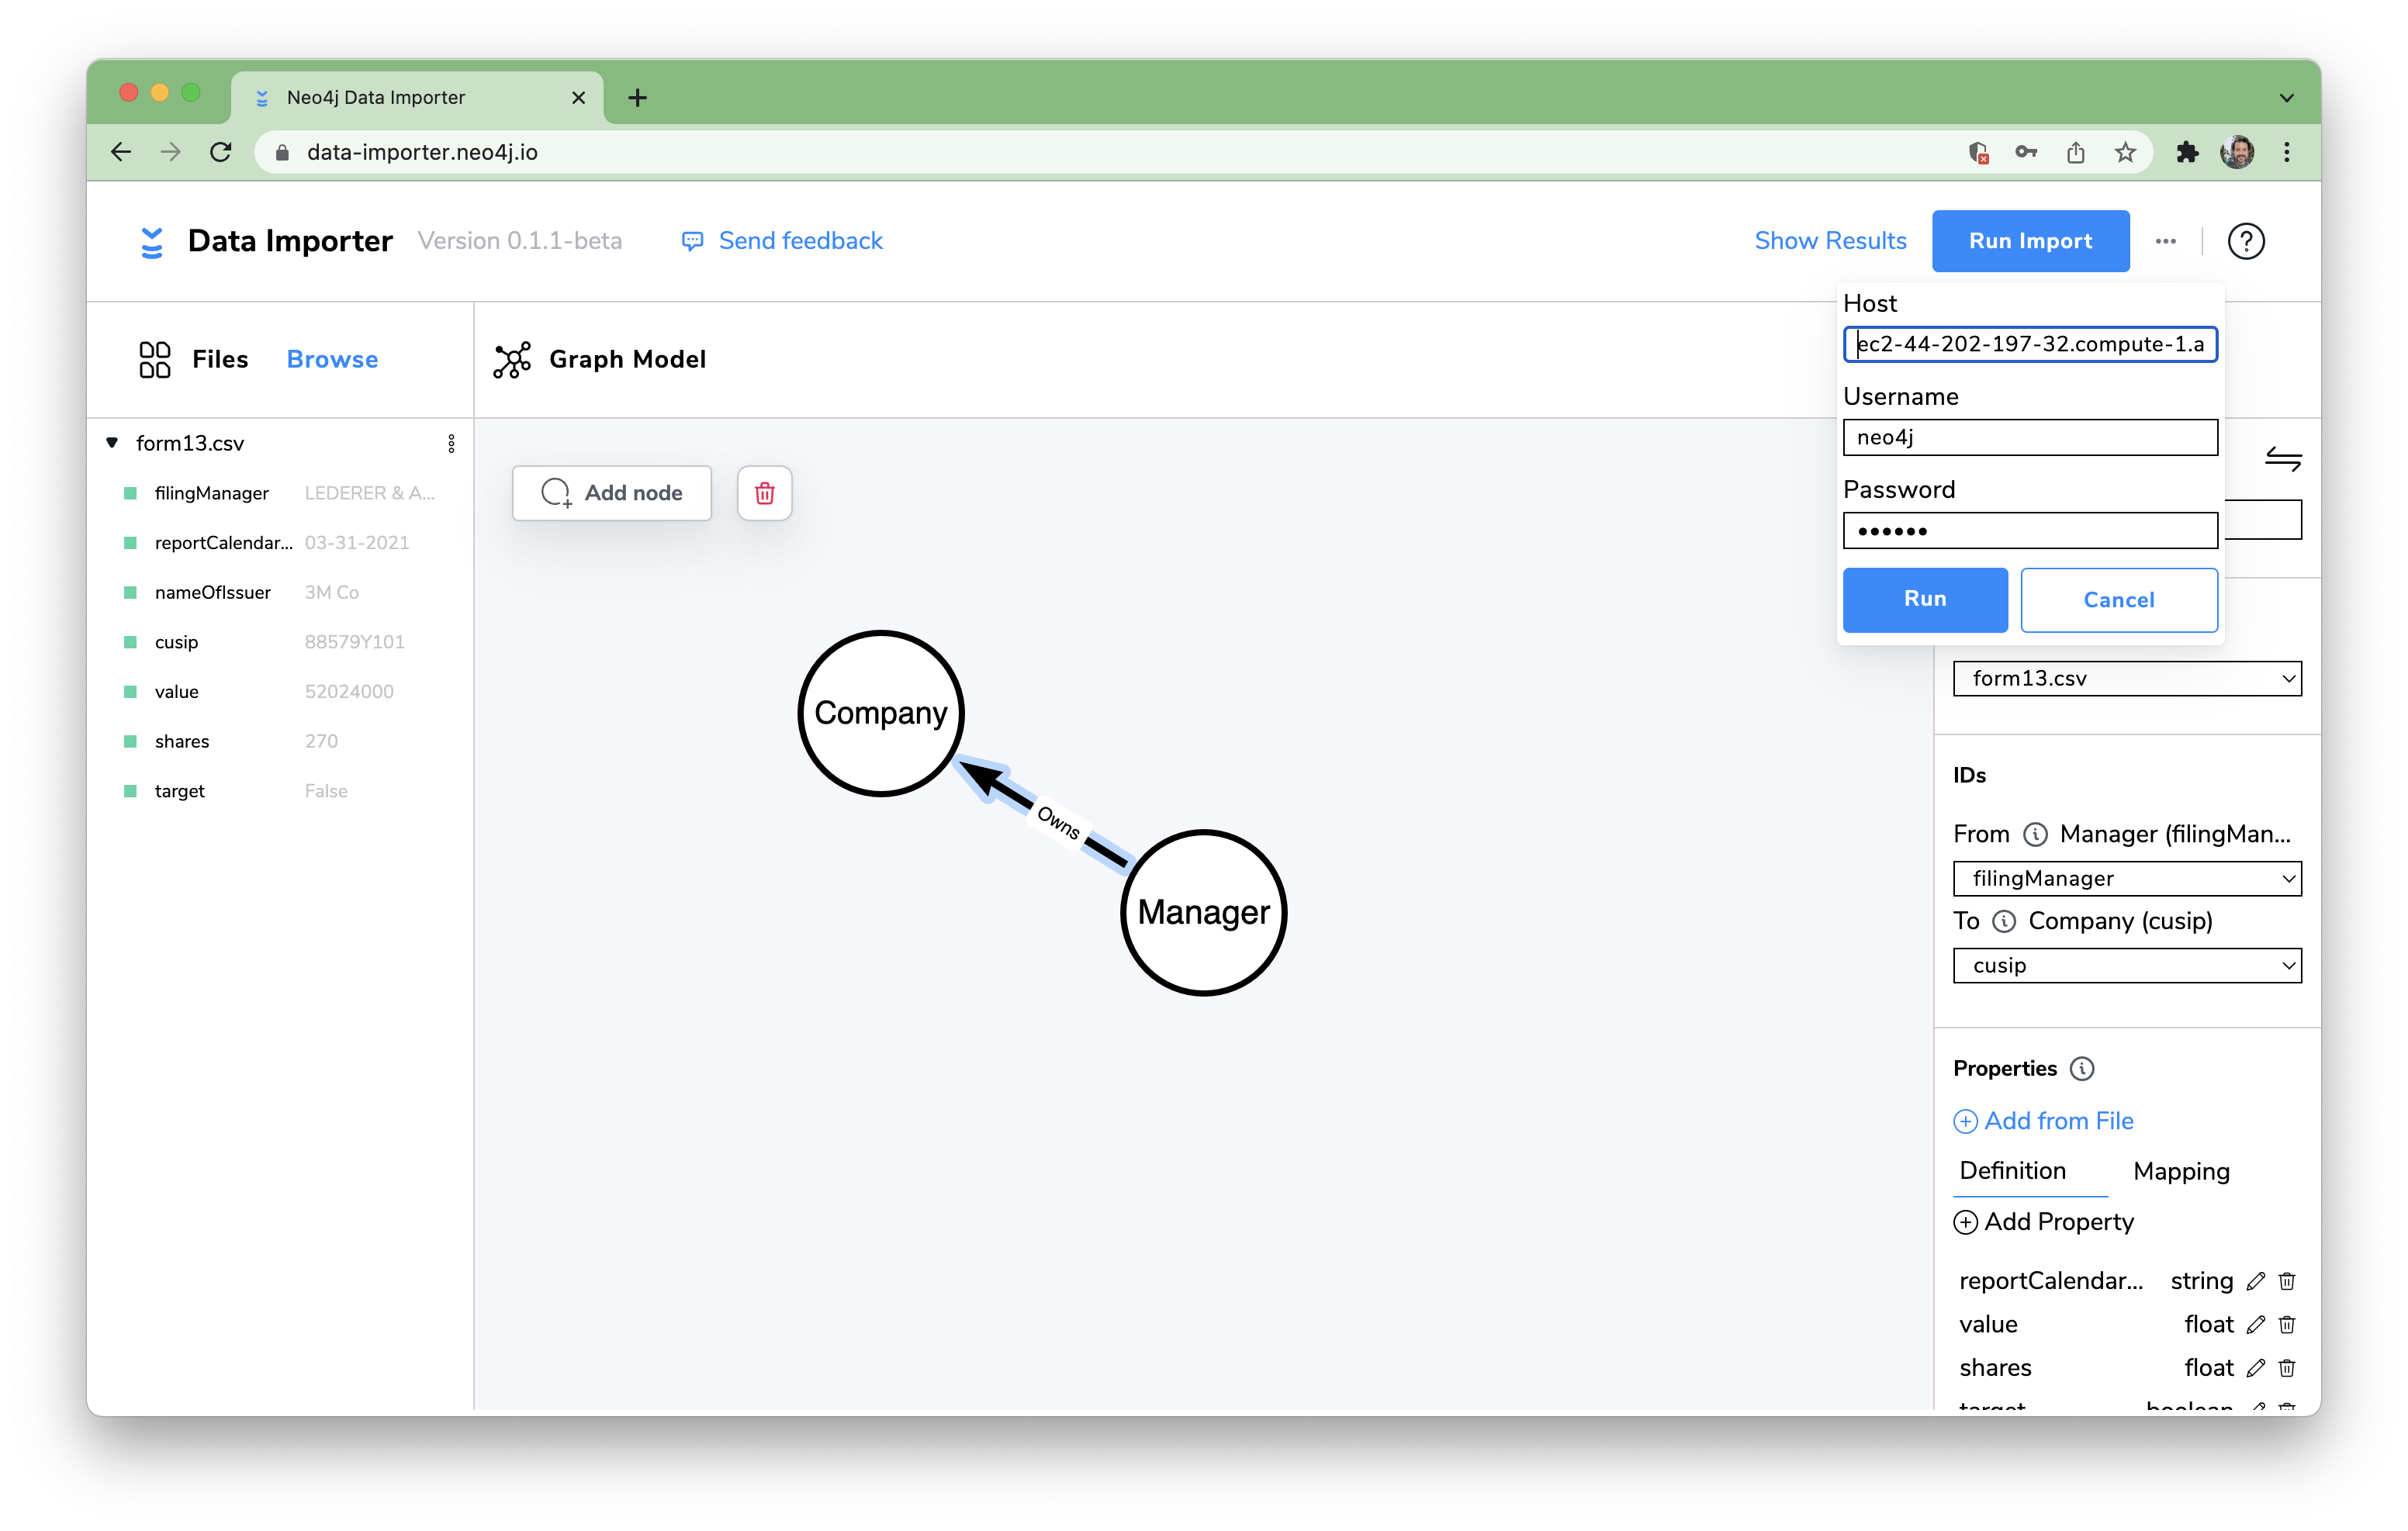 Neo4j Data Importer
data-importer.neo4j.io
Data Importer Version 0.1.1-beta Send feedback Show Results Run Import
Files Browse
Graph Model
Host
ec2-44-202-197-32.compute-1.a
Username
neo4j
Password
••••••
Run Cancel
form13.csv
filingManager LEDERER & A...
reportCalendar... 03-31-2021
nameOfIssuer 3M Co
cusip 88579Y101
value 52024000
shares 270
target False
Add node
Company
Owns
Manager
form13.csv
IDs
From Manager (filingMan...
filingManager
To Company (cusip)
cusip
Properties
Add from File
Definition Mapping
Add Property
reportCalendar... string
value float
shares float
target boolean